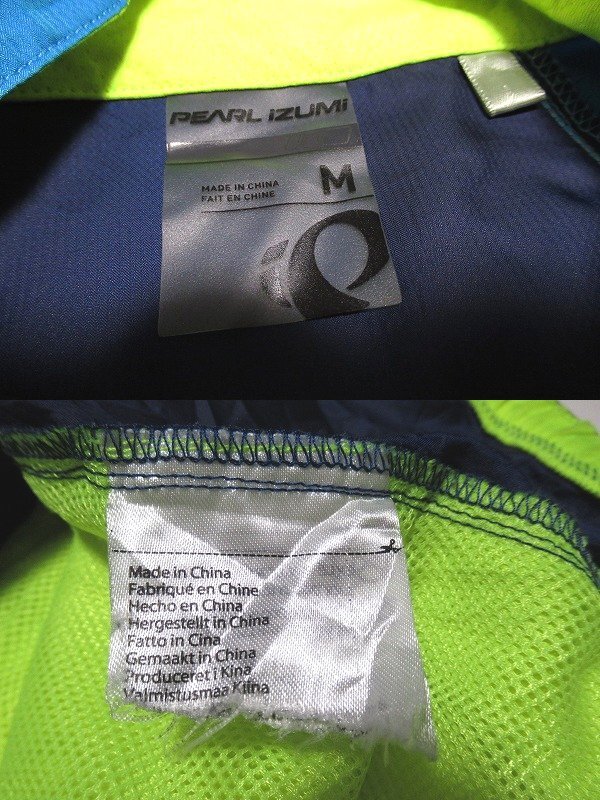 PEARL iZUMi
MADE IN CHINA
FAIT EN CHINE
M
Made in China
Fabriqué en Chine
Hecho en China
Hergestellt in China
Fatto in Cina
Gemaakt in China
Produceret i Kina
Valmistusmaa Kiina